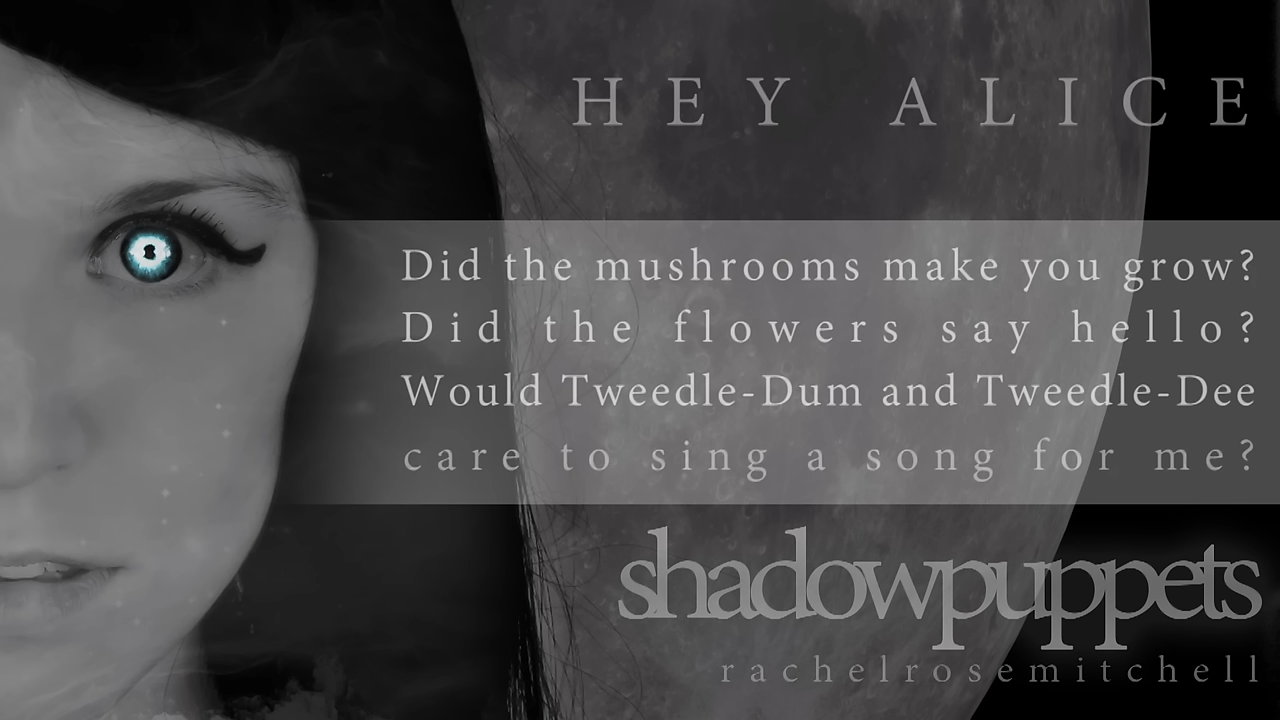 HEY ALICE
Did the mushrooms make you grow?
Did the flowers say hello?
Would Tweedle-Dum and Tweedle-Dee
care to sing a song for me?
shadowpuppets
rachelrosemitchell